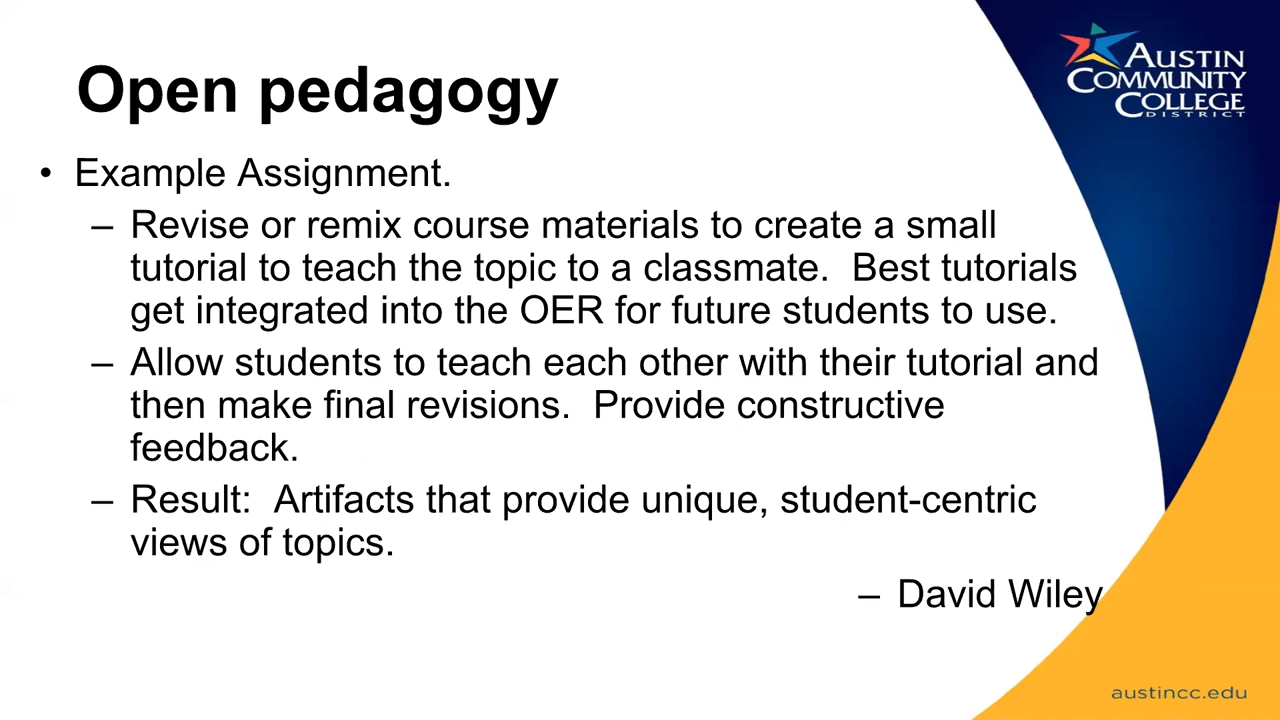 Open pedagogy
AUSTIN
COMMUNITY
COLLEGE
DISTRICT
• Example Assignment.
– Revise or remix course materials to create a small
tutorial to teach the topic to a classmate.  Best tutorials
get integrated into the OER for future students to use.
– Allow students to teach each other with their tutorial and
then make final revisions.  Provide constructive
feedback.
– Result:  Artifacts that provide unique, student-centric
views of topics.
– David Wiley
austincc.edu